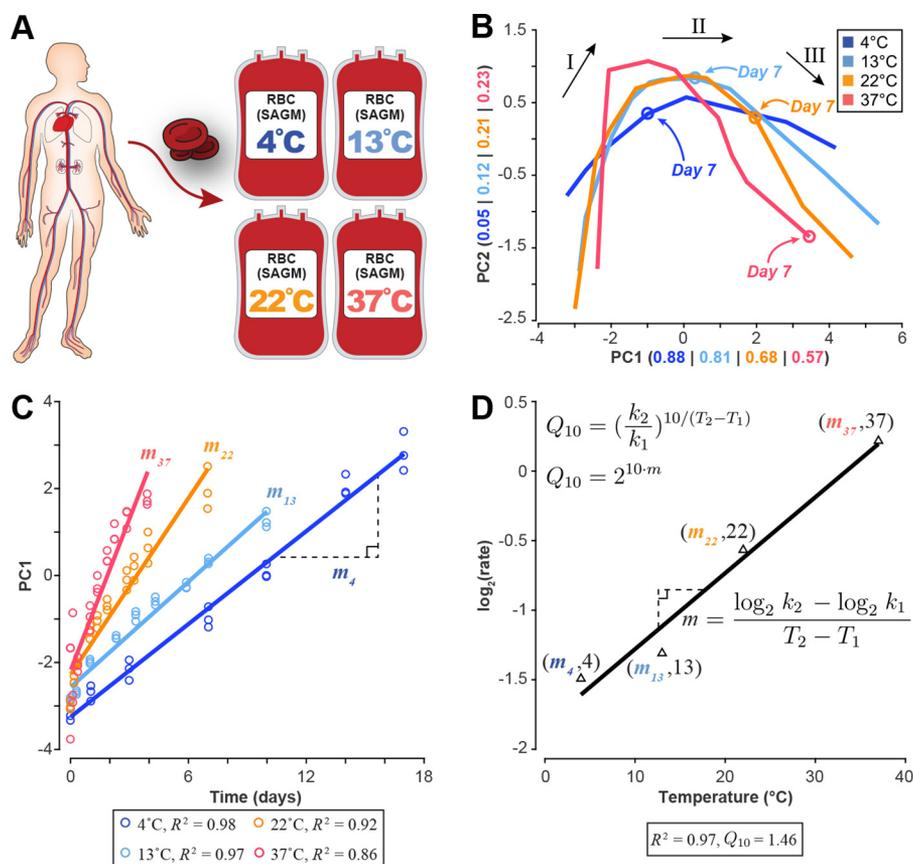 A
RBC
(SAGM)
4°C
RBC
(SAGM)
13°C
RBC
(SAGM)
22°C
RBC
(SAGM)
37°C
B
PC2 (0.05 | 0.12 | 0.21 | 0.23)
1.5
0.5
-0.5
-1.5
-2.5
I
II
III
Day 7
Day 7
Day 7
Day 7
4°C
13°C
22°C
37°C
-4 -2 0 2 4 6
PC1 (0.88 | 0.81 | 0.68 | 0.57)
C
PC1
4
2
0
-2
-4
m37
m22
m13
m4
0 6 12 18
Time (days)
4°C, R² = 0.98 22°C, R² = 0.92
13°C, R² = 0.97 37°C, R² = 0.86
D
log₂(rate)
0.5
0
-0.5
-1
-1.5
-2
Q₁₀ = (k₂/k₁)^10/(T₂−T₁)
Q₁₀ = 2^10·m
(m37,37)
(m22,22)
m = log₂ k₂ − log₂ k₁ / T₂ − T₁
(m4,4)
(m13,13)
0 10 20 30 40
Temperature (°C)
R² = 0.97, Q₁₀ = 1.46